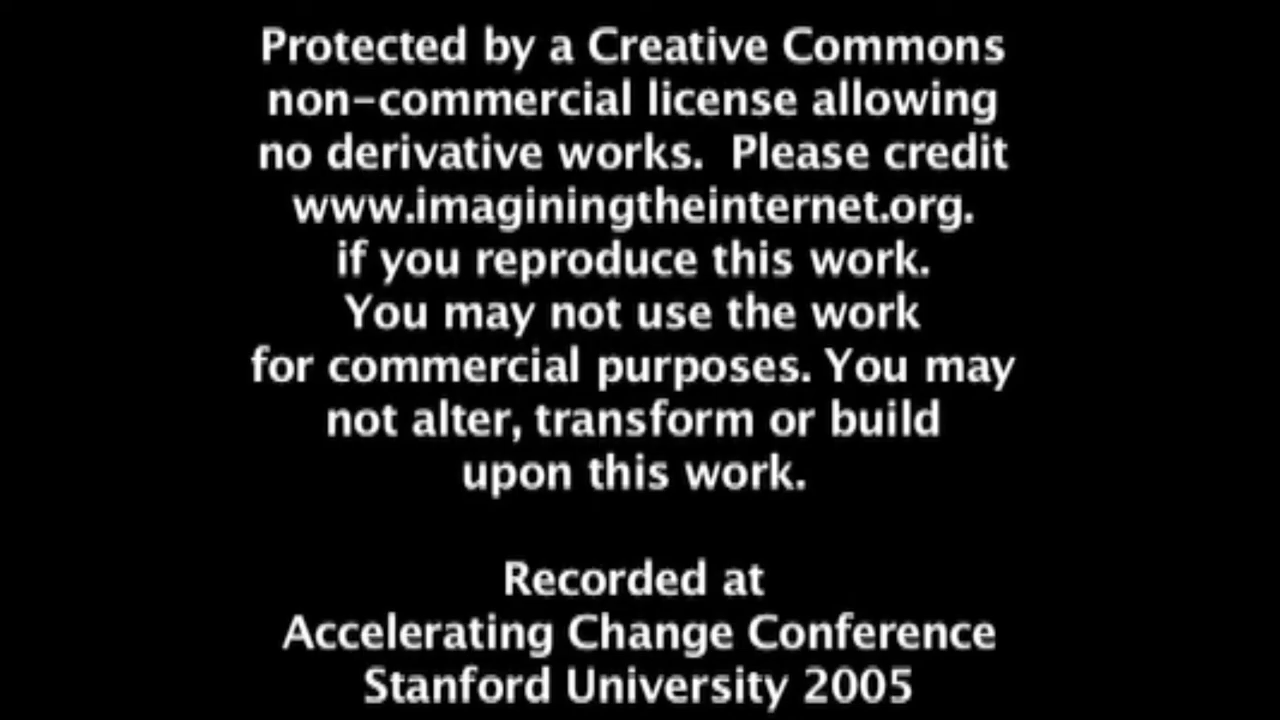 Protected by a Creative Commons
non-commercial license allowing
no derivative works.  Please credit
www.imaginingtheinternet.org.
if you reproduce this work.
You may not use the work
for commercial purposes. You may
not alter, transform or build
upon this work.
Recorded at
Accelerating Change Conference
Stanford University 2005